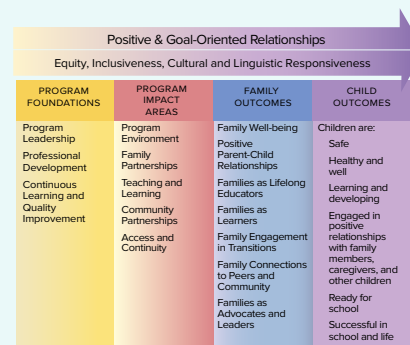 Positive & Goal-Oriented Relationships
Equity, Inclusiveness, Cultural and Linguistic Responsiveness
PROGRAM
FOUNDATIONS
Program
Leadership
Professional
Development
Continuous
Learning and
Quality
Improvement
PROGRAM
IMPACT
AREAS
Program
Environment
Family
Partnerships
Teaching and
Learning
Community
Partnerships
Access and
Continuity
FAMILY
OUTCOMES
Family Well-being
Positive
Parent-Child
Relationships
Families as Lifelong
Educators
Families as
Learners
Family Engagement
in Transitions
Family Connections
to Peers and
Community
Families as
Advocates and
Leaders
CHILD
OUTCOMES
Children are:
Safe
Healthy and
well
Learning and
developing
Engaged in
positive
relationships
with family
members,
caregivers, and
other children
Ready for
school
Successful in
school and life